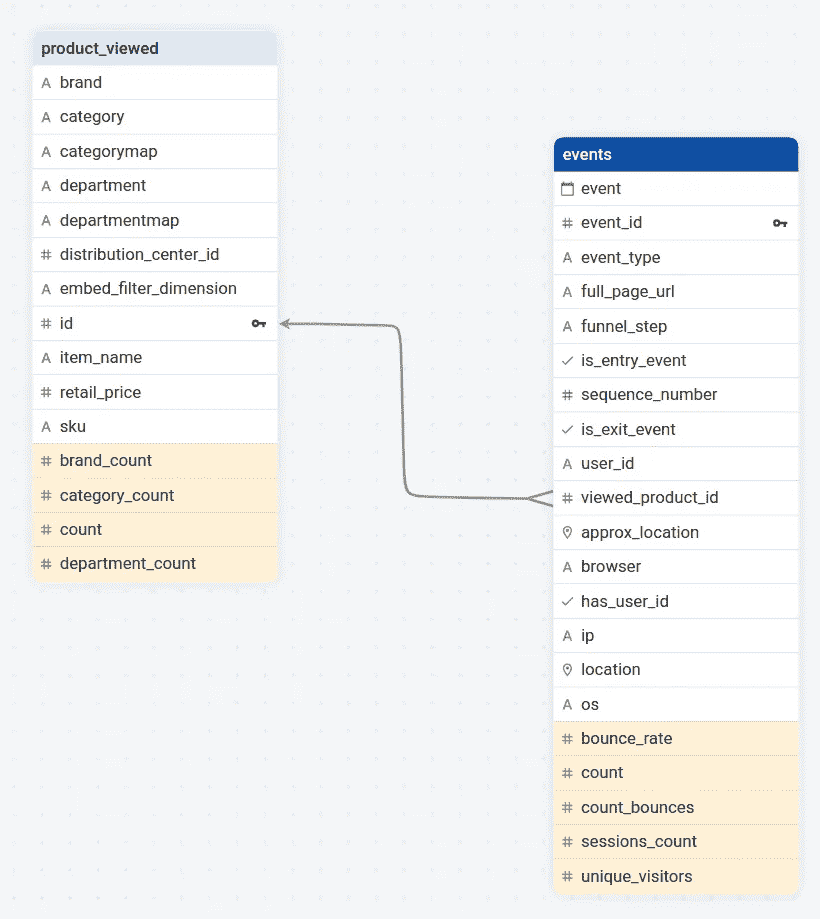 product_viewed
brand
category
categorymap
department
departmentmap
distribution_center_id
embed_filter_dimension
id
item_name
retail_price
sku
brand_count
category_count
count
department_count
events
event
event_id
event_type
full_page_url
funnel_step
is_entry_event
sequence_number
is_exit_event
user_id
viewed_product_id
approx_location
browser
has_user_id
ip
location
os
bounce_rate
count
count_bounces
sessions_count
unique_visitors